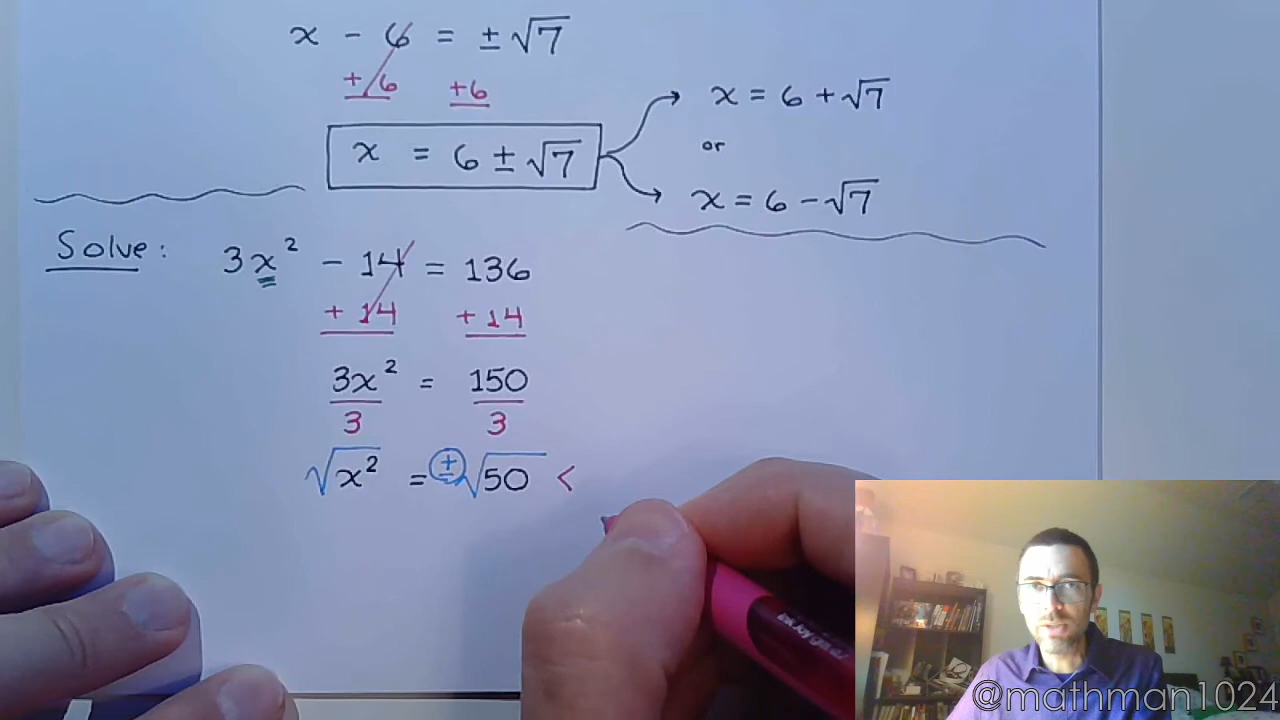 x - 6 = ± √7
+ 6 +6
x = 6 + √7
x = 6 ± √7
or
x = 6 - √7
Solve: 3x² - 14 = 136
+ 14 + 14
3x² = 150
3 3
√x² = ± √50 <
@mathman1024